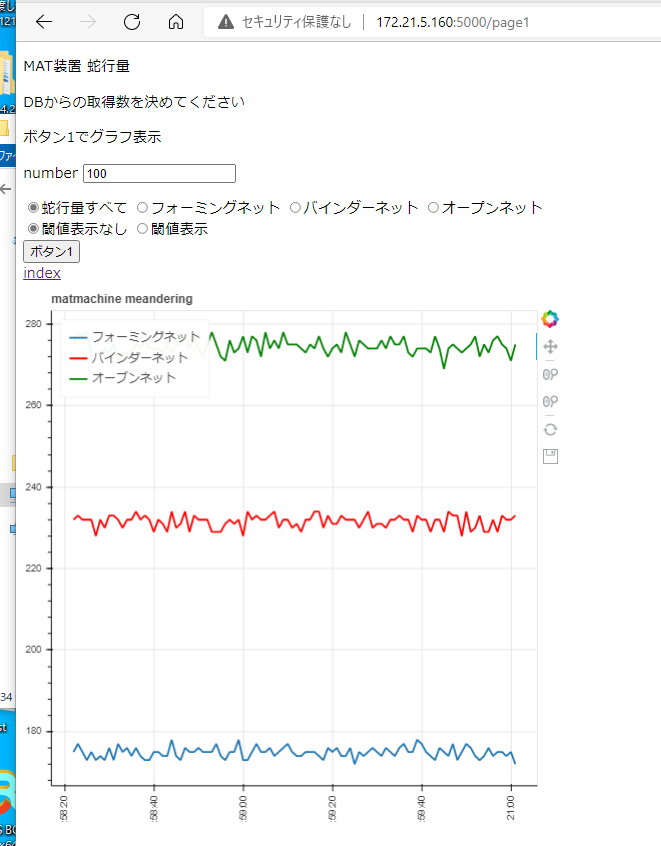 セキュリティ保護なし | 172.21.5.160:5000/page1
MAT装置 蛇行量
DBからの取得数を決めてください
ボタン1でグラフ表示
number 100
蛇行量すべて フォーミングネット バインダーネット オープンネット
閾値表示なし 閾値表示
ボタン1
index
matmachine meandering
フォーミングネット
バインダーネット
オープンネット
280
260
240
220
200
180
:58:20
:58:40
:59:00
:59:20
:59:40
:21:00